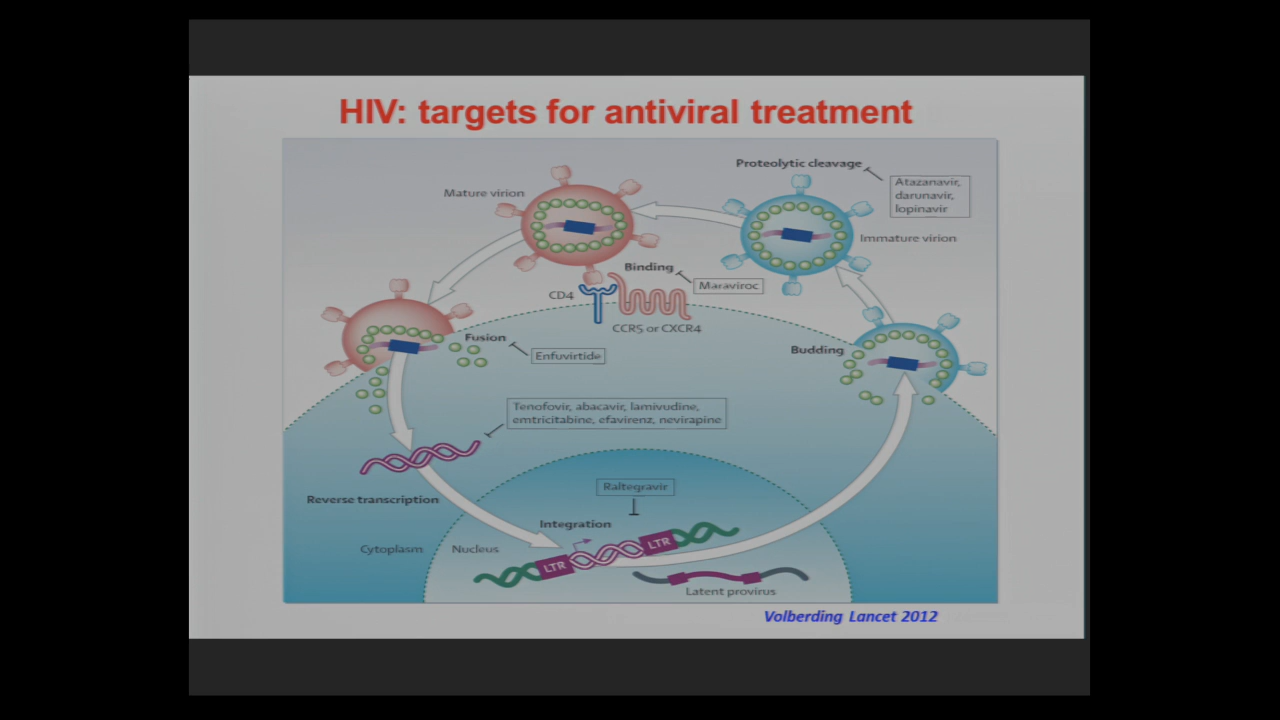 HIV: targets for antiviral treatment
Proteolytic cleavage
Atazanavir,
darunavir,
lopinavir
Mature virion
Immature virion
Binding
Maraviroc
CD4
CCR5 or CXCR4
Fusion
Enfuvirtide
Budding
Tenofovir, abacavir, lamivudine,
emtricitabine, efavirenz, nevirapine
Reverse transcription
Raltegravir
Integration
Cytoplasm
Nucleus
LTR
LTR
Latent provirus
Volberding Lancet 2012